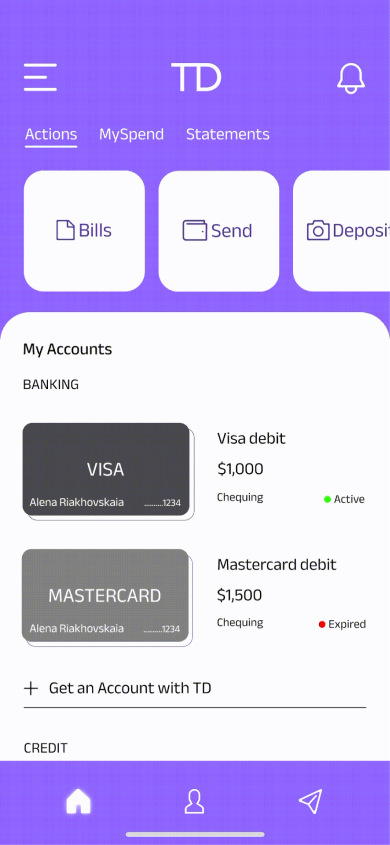 TD
Actions MySpend Statements
Bills Send Deposit
My Accounts
BANKING
Visa debit
VISA
$1,000
Alena Riakhovskaia .........1234
Chequing Active
Mastercard debit
MASTERCARD
$1,500
Alena Riakhovskaia .........1234
Chequing Expired
Get an Account with TD
CREDIT